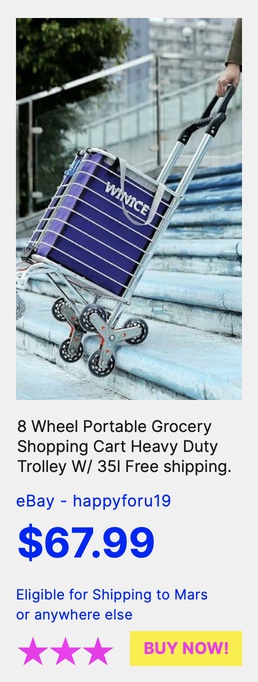 WINICE
8 Wheel Portable Grocery
Shopping Cart Heavy Duty
Trolley W/ 35l Free shipping.
eBay - happyforu19
$67.99
Eligible for Shipping to Mars
or anywhere else
BUY NOW!